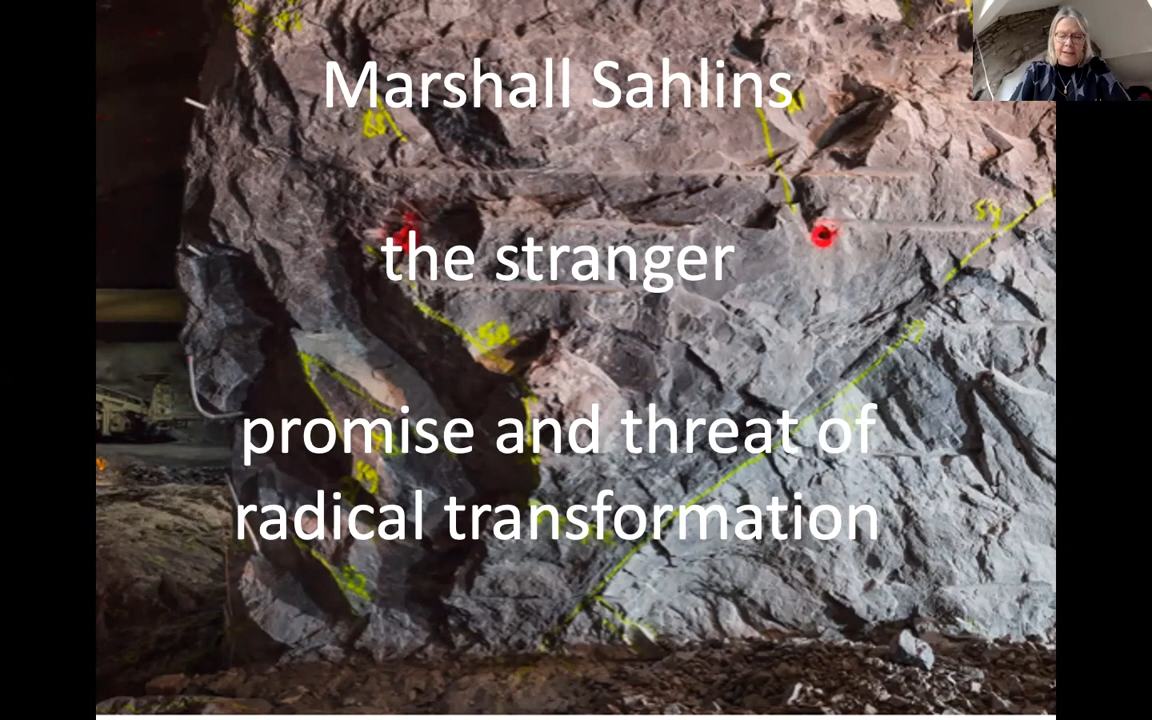 Marshall Sahlins
the stranger
promise and threat of
radical transformation